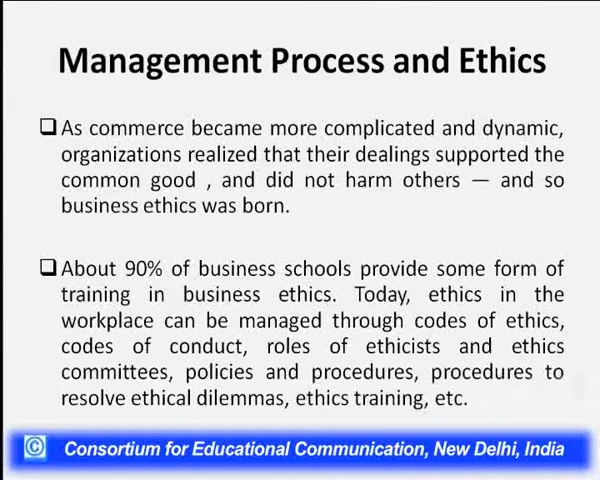 Management Process and Ethics
❑As commerce became more complicated and dynamic,
organizations realized that their dealings supported the
common good , and did not harm others — and so
business ethics was born.
❑About 90% of business schools provide some form of
training in business ethics. Today, ethics in the
workplace can be managed through codes of ethics,
codes of conduct, roles of ethicists and ethics
committees, policies and procedures, procedures to
resolve ethical dilemmas, ethics training, etc.
© Consortium for Educational Communication, New Delhi, India